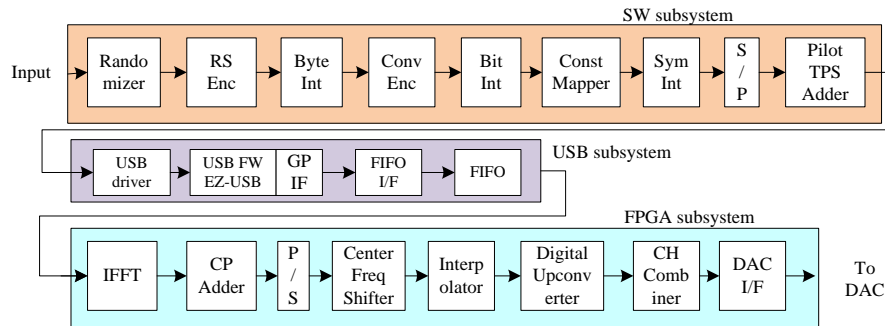 SW subsystem
Input
Rando
mizer
RS
Enc
Byte
Int
Conv
Enc
Bit
Int
Const
Mapper
Sym
Int
S
/
P
Pilot
TPS
Adder
USB subsystem
USB
driver
USB FW
EZ-USB
GP
IF
FIFO
I/F
FIFO
FPGA subsystem
IFFT
CP
Adder
P
/
S
Center
Freq
Shifter
Interp
olator
Digital
Upconv
erter
CH
Comb
iner
DAC
I/F
To
DAC